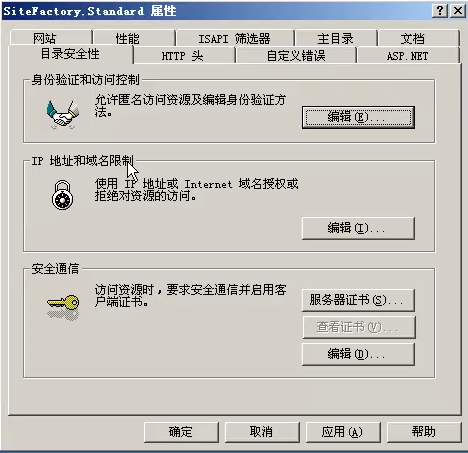 SiteFactory.Standard 属性
网站 性能 ISAPI 筛选器 主目录 文档
目录安全性 HTTP 头 自定义错误 ASP.NET
身份验证和访问控制
允许匿名访问资源及编辑身份验证方
法。
编辑(E)...
IP 地址和域名限制
使用 IP 地址或 Internet 域名授权或
拒绝对资源的访问。
编辑(I)...
安全通信
访问资源时，要求安全通信并启用客
户端证书。
服务器证书(S)...
查看证书(V)...
编辑(D)...
确定 取消 应用(A) 帮助